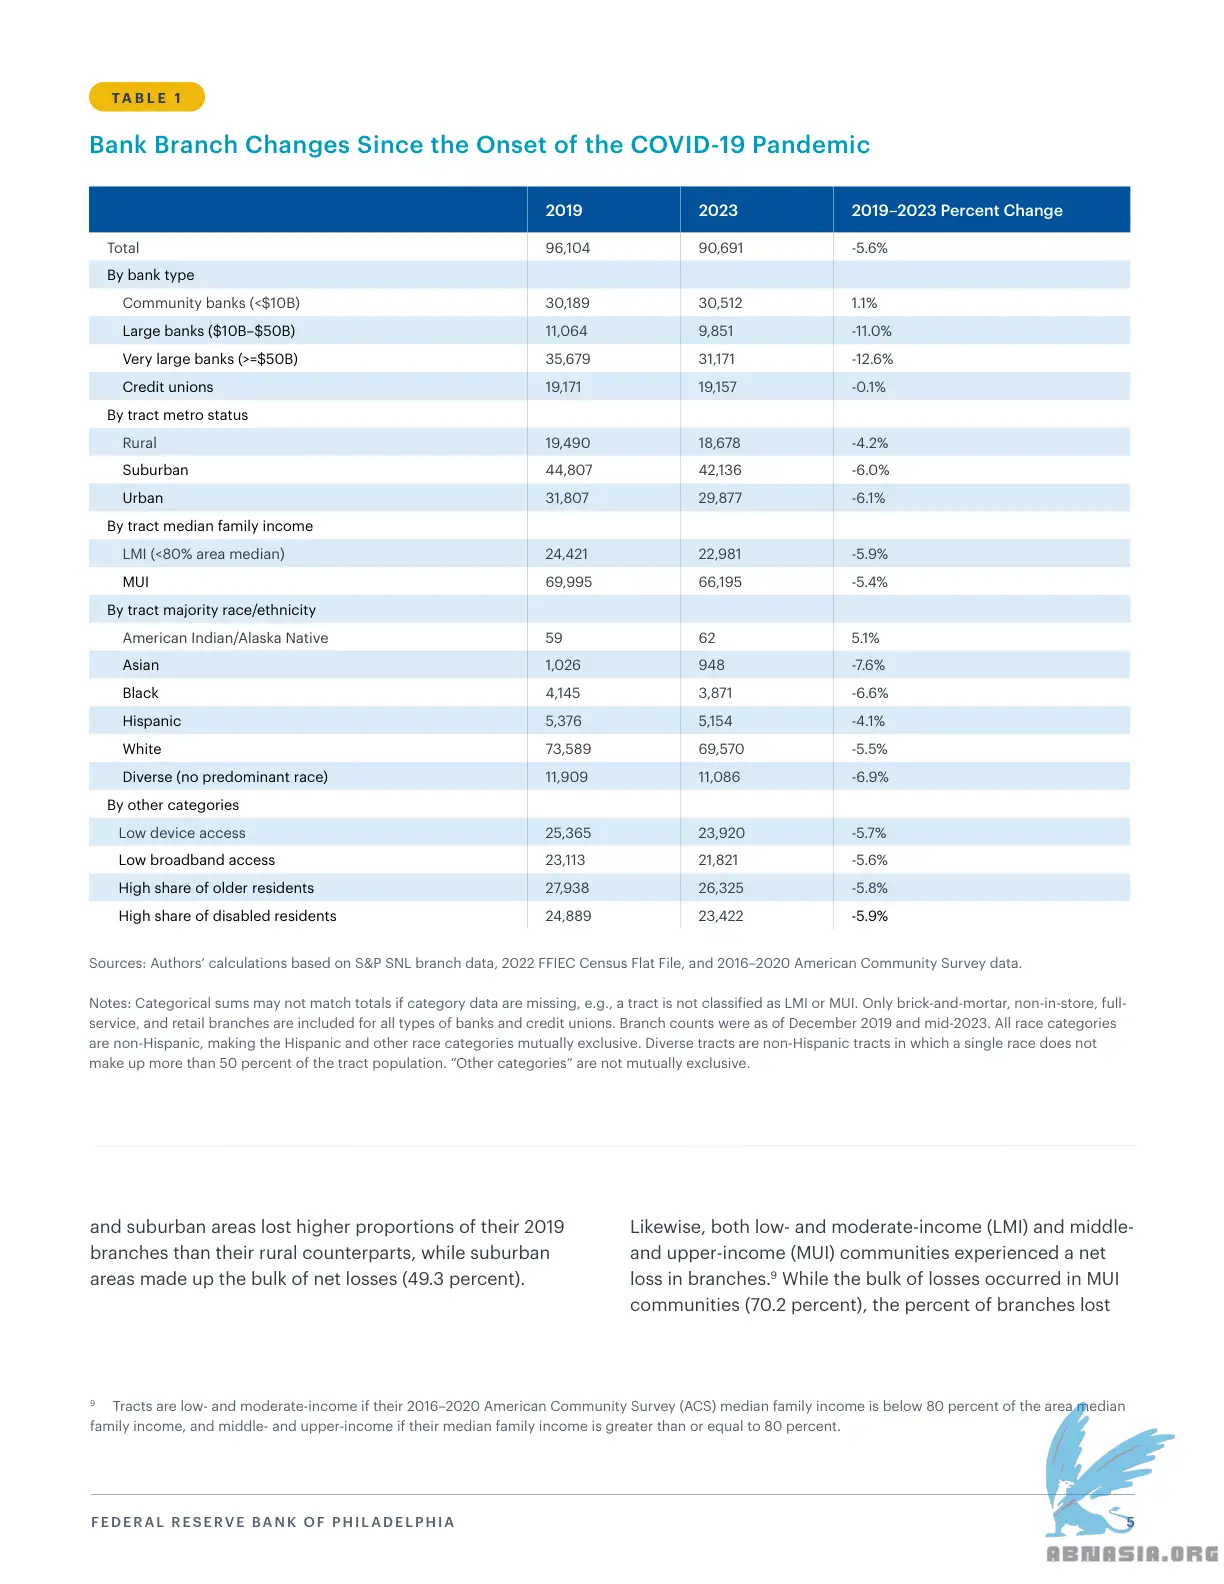 TABLE 1
Bank Branch Changes Since the Onset of the COVID-19 Pandemic
2019 2023 2019–2023 Percent Change
Total 96,104 90,691 -5.6%
By bank type
Community banks (<$10B) 30,189 30,512 1.1%
Large banks ($10B–$50B) 11,064 9,851 -11.0%
Very large banks (>=$50B) 35,679 31,171 -12.6%
Credit unions 19,171 19,157 -0.1%
By tract metro status
Rural 19,490 18,678 -4.2%
Suburban 44,807 42,136 -6.0%
Urban 31,807 29,877 -6.1%
By tract median family income
LMI (<80% area median) 24,421 22,981 -5.9%
MUI 69,995 66,195 -5.4%
By tract majority race/ethnicity
American Indian/Alaska Native 59 62 5.1%
Asian 1,026 948 -7.6%
Black 4,145 3,871 -6.6%
Hispanic 5,376 5,154 -4.1%
White 73,589 69,570 -5.5%
Diverse (no predominant race) 11,909 11,086 -6.9%
By other categories
Low device access 25,365 23,920 -5.7%
Low broadband access 23,113 21,821 -5.6%
High share of older residents 27,938 26,325 -5.8%
High share of disabled residents 24,889 23,422 -5.9%
Sources: Authors’ calculations based on S&P SNL branch data, 2022 FFIEC Census Flat File, and 2016–2020 American Community Survey data.
Notes: Categorical sums may not match totals if category data are missing, e.g., a tract is not classified as LMI or MUI. Only brick-and-mortar, non-in-store, full-
service, and retail branches are included for all types of banks and credit unions. Branch counts were as of December 2019 and mid-2023. All race categories
are non-Hispanic, making the Hispanic and other race categories mutually exclusive. Diverse tracts are non-Hispanic tracts in which a single race does not
make up more than 50 percent of the tract population. “Other categories” are not mutually exclusive.
and suburban areas lost higher proportions of their 2019
branches than their rural counterparts, while suburban
areas made up the bulk of net losses (49.3 percent).
Likewise, both low- and moderate-income (LMI) and middle-
and upper-income (MUI) communities experienced a net
loss in branches.⁹ While the bulk of losses occurred in MUI
communities (70.2 percent), the percent of branches lost
⁹ Tracts are low- and moderate-income if their 2016–2020 American Community Survey (ACS) median family income is below 80 percent of the area median
family income, and middle- and upper-income if their median family income is greater than or equal to 80 percent.
FEDERAL RESERVE BANK OF PHILADELPHIA 5
ABNASIA.ORG